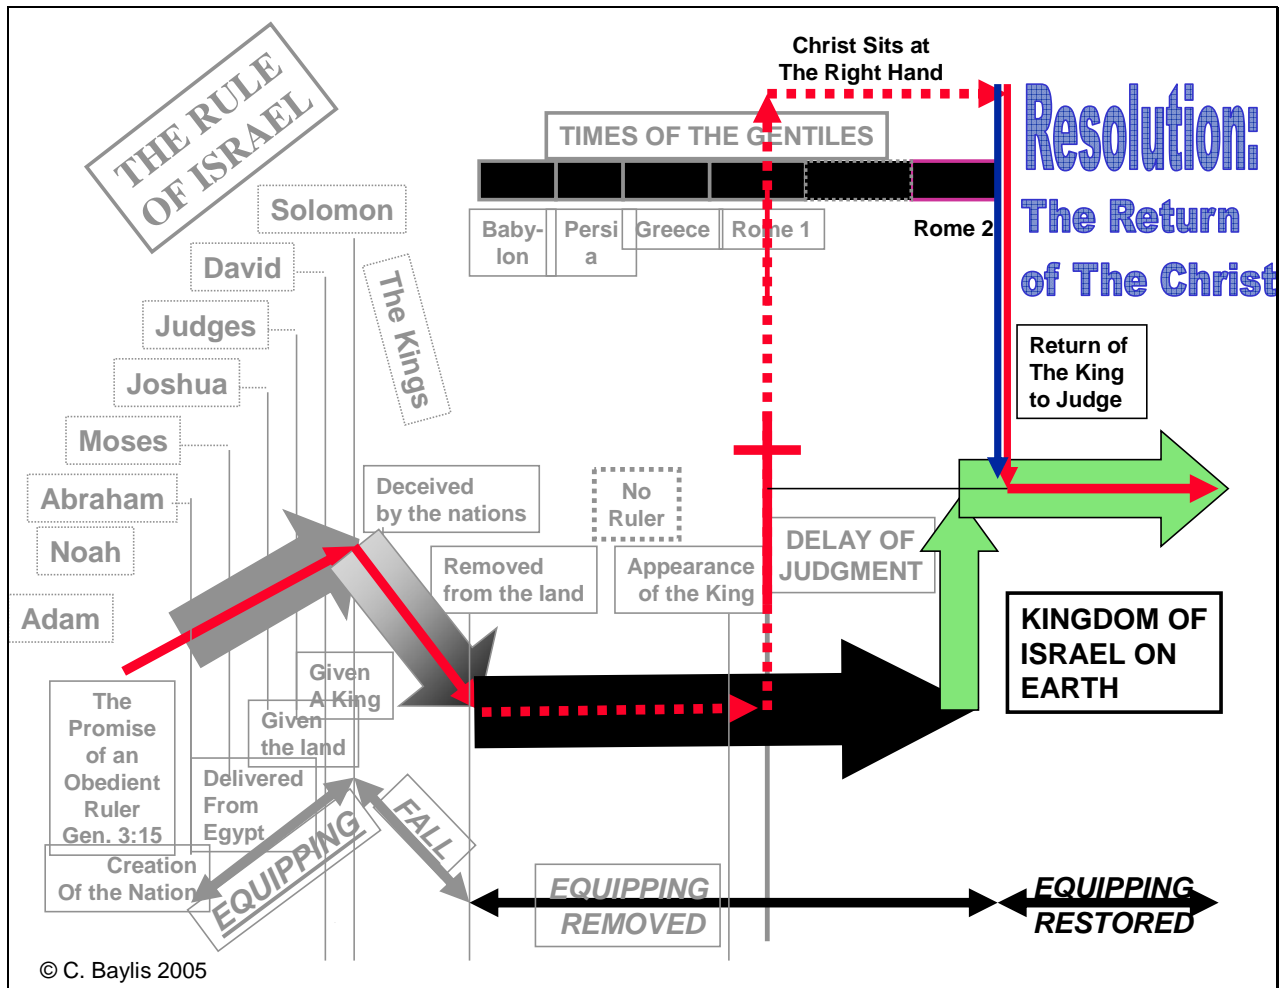 THE RULE
OF ISRAEL
Christ Sits at
The Right Hand
Resolution:
The Return
of The Christ
TIMES OF THE GENTILES
Baby-
lon
Persi
a
Greece
Rome 1
Rome 2
Solomon
David
Judges
Joshua
Moses
Abraham
Noah
Adam
The Kings
Return of
The King
to Judge
Deceived
by the nations
No
Ruler
Removed
from the land
Appearance
of the King
DELAY OF
JUDGMENT
KINGDOM OF
ISRAEL ON
EARTH
Given
A King
Given
the land
The
Promise
of an
Obedient
Ruler
Gen. 3:15
Delivered
From
Egypt
Creation
Of the Nation
EQUIPPING
FALL
EQUIPPING
REMOVED
EQUIPPING
RESTORED
© C. Baylis 2005